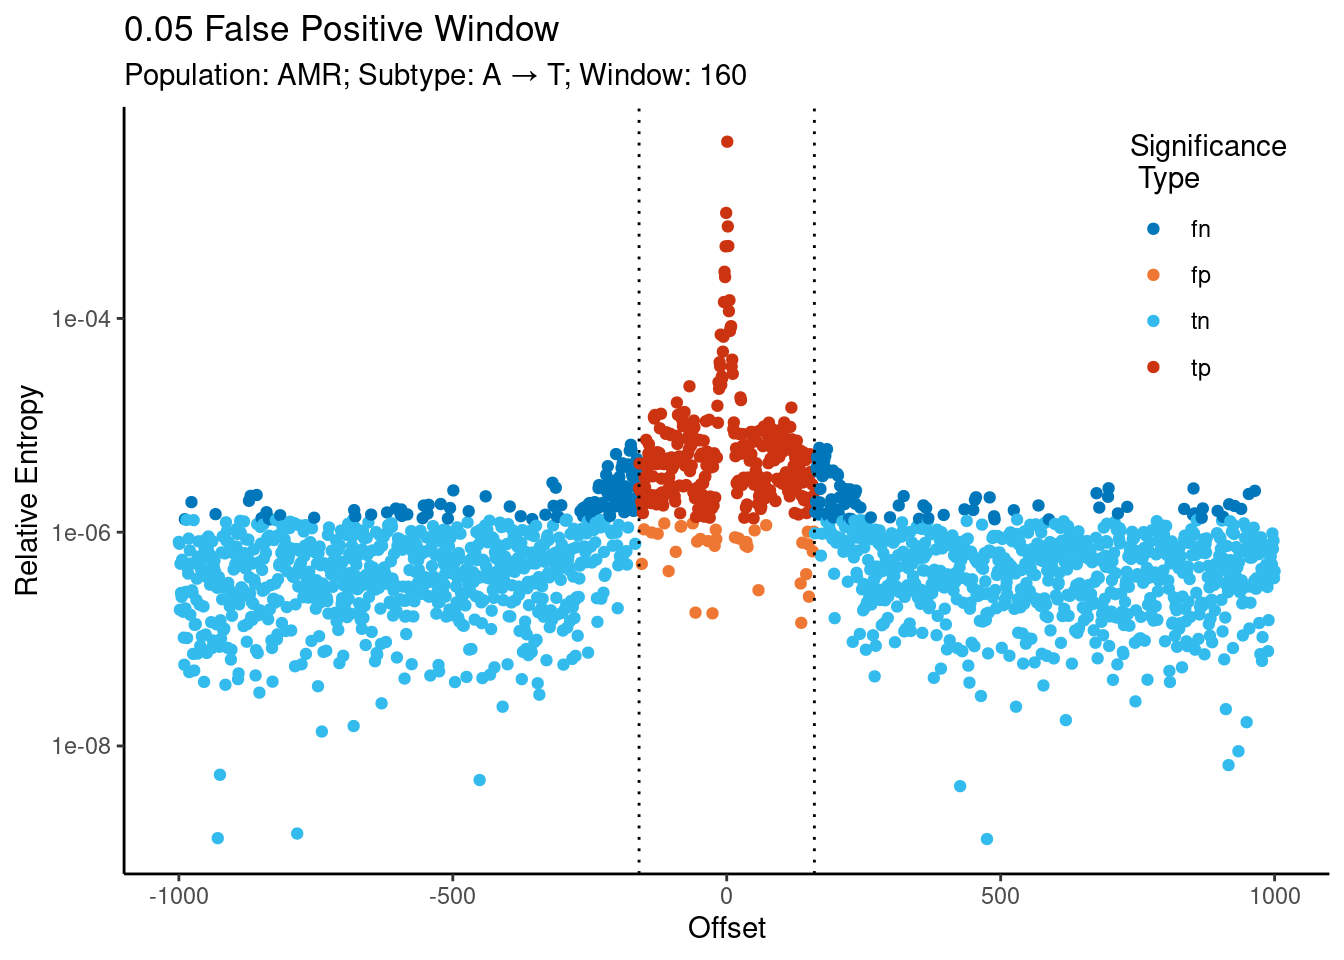 0.05 False Positive Window
Population: AMR; Subtype: A → T; Window: 160
Significance
Type
fn
fp
tn
tp
Relative Entropy
1e-04
1e-06
1e-08
-1000
-500
0
500
1000
Offset